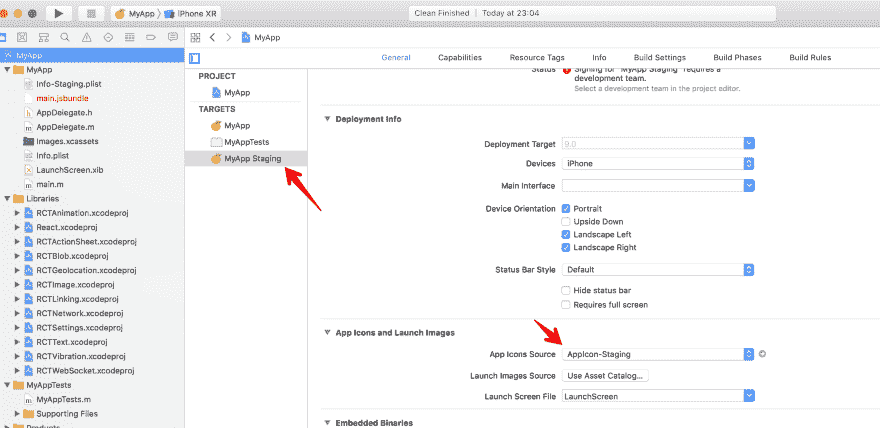 MyApp
iPhone XR
Clean Finished | Today at 23:04
MyApp
MyApp
MyApp
Info-Staging.plist
main.jsbundle
AppDelegate.h
AppDelegate.m
Images.xcassets
Info.plist
LaunchScreen.xib
main.m
Libraries
RCTAnimation.xcodeproj
React.xcodeproj
RCTActionSheet.xcodeproj
RCTBlob.xcodeproj
RCTGeolocation.xcodeproj
RCTImage.xcodeproj
RCTLinking.xcodeproj
RCTNetwork.xcodeproj
RCTSettings.xcodeproj
RCTText.xcodeproj
RCTVibration.xcodeproj
RCTWebSocket.xcodeproj
MyAppTests
MyAppTests.m
Supporting Files
Products
General Capabilities Resource Tags Info Build Settings Build Phases Build Rules
PROJECT
MyApp
TARGETS
MyApp
MyAppTests
MyApp Staging
Status Signing for "MyApp Staging" requires a
development team.
Select a development team in the project editor.
Deployment Info
Deployment Target 9.0
Devices iPhone
Main Interface
Device Orientation Portrait
Upside Down
Landscape Left
Landscape Right
Status Bar Style Default
Hide status bar
Requires full screen
App Icons and Launch Images
App Icons Source AppIcon-Staging
Launch Images Source Use Asset Catalog...
Launch Screen File LaunchScreen
Embedded Binaries